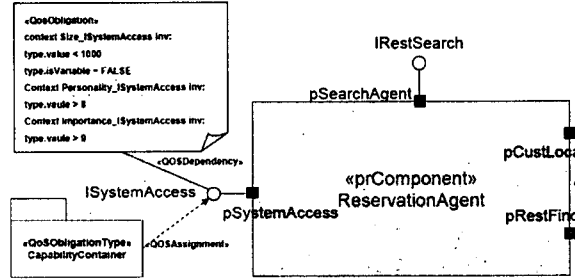 «QosObligation»
context Size_ISystemAccess inv:
type.value < 1000
type.isVariable = FALSE
Context Personality_ISystemAccess inv:
type.vaule > 8
Context Importance_ISystemAccess inv:
type.vaule > 9
IRestSearch
pSearchAgent
«QOSDependency»
pCustLoca
ISystemAccess
«prComponent»
ReservationAgent
pSystemAccess
pRestFind
«QoSObligationType»
CapabilityContainer
«QOSAssignment»